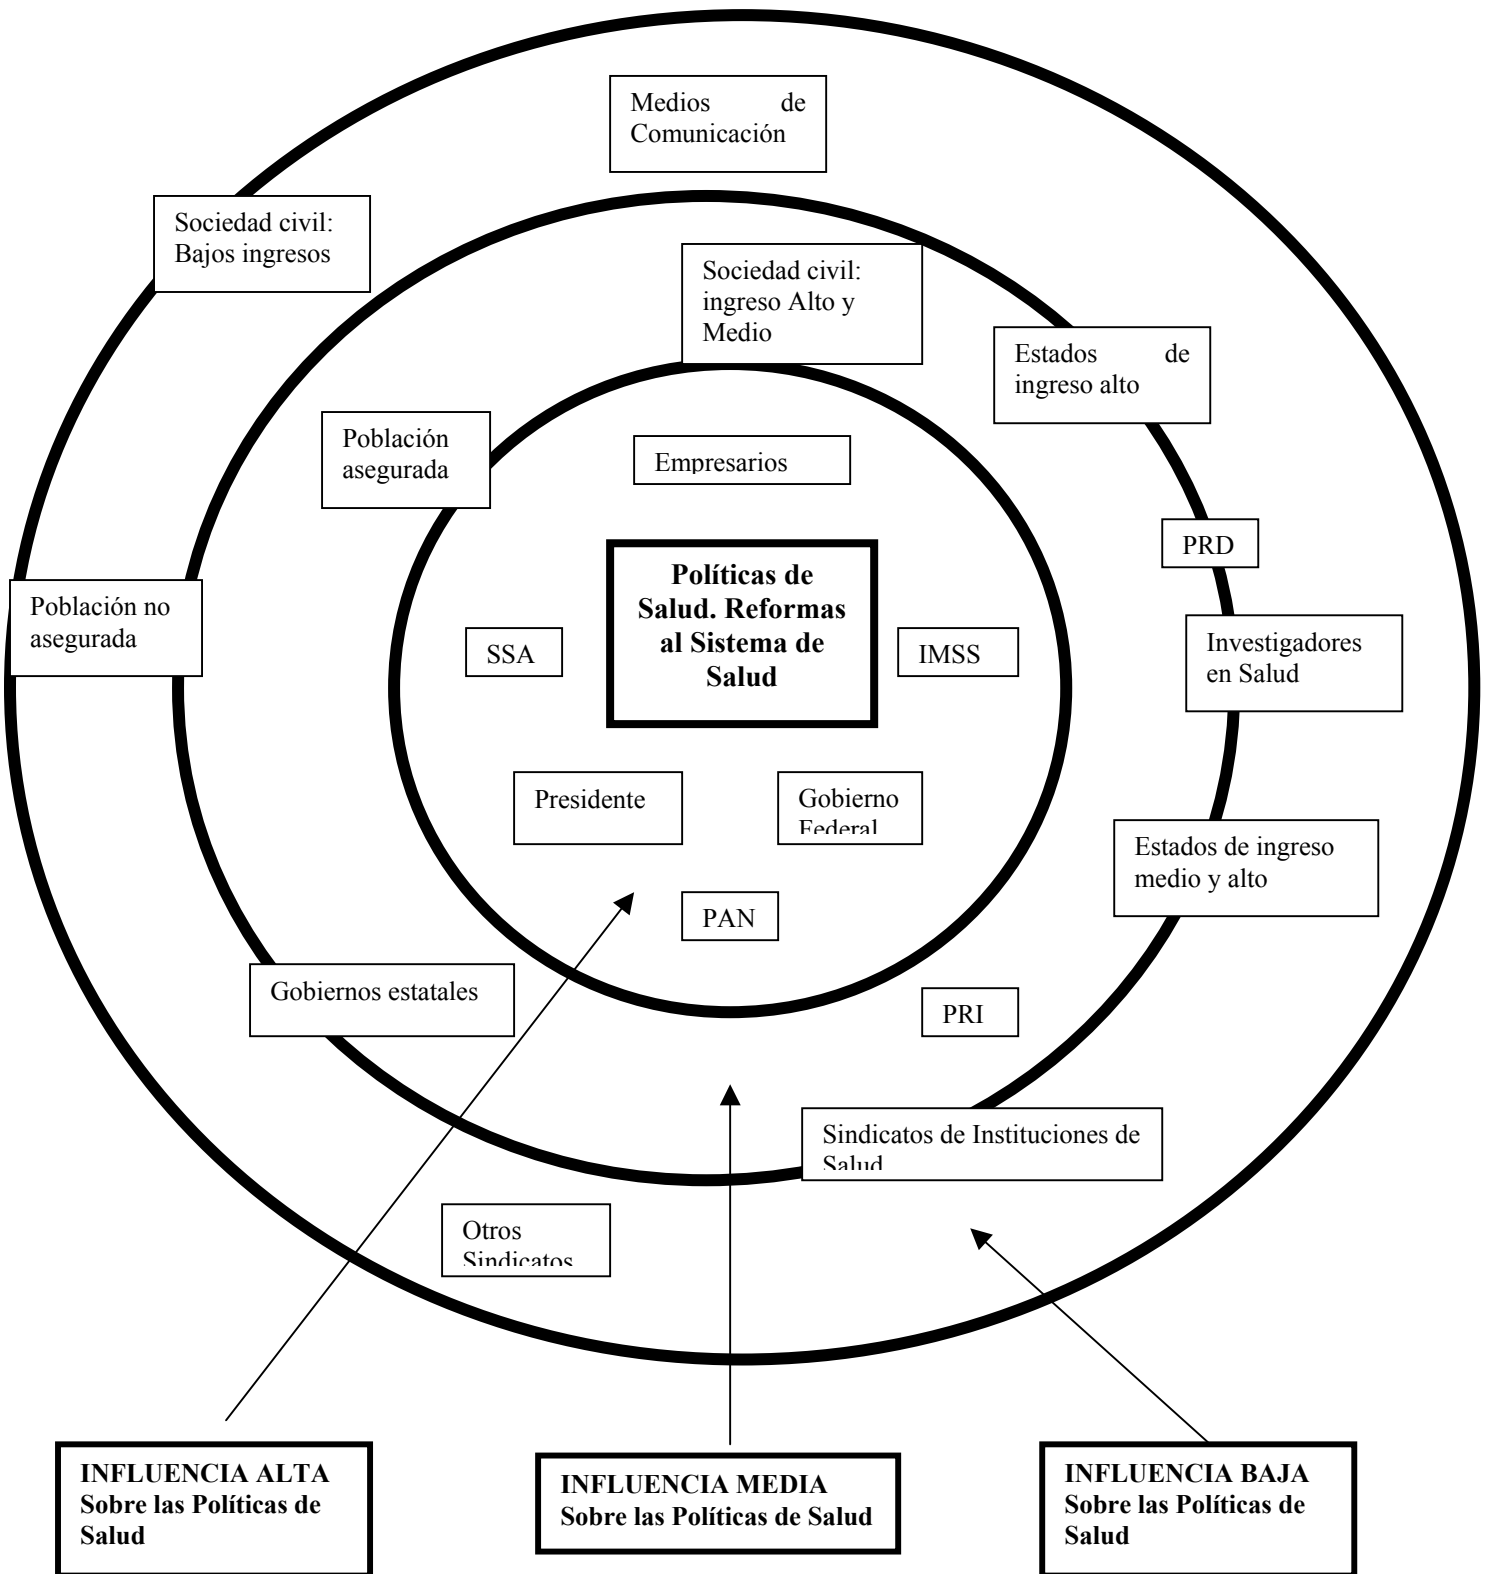 Medios de
Comunicación
Sociedad civil:
Bajos ingresos
Sociedad civil:
ingreso Alto y
Medio
Estados de
ingreso alto
Población
asegurada
Empresarios
PRD
Políticas de
Salud. Reformas
al Sistema de
Salud
Población no
asegurada
SSA
IMSS
Investigadores
en Salud
Presidente
Gobierno
Federal
Estados de ingreso
medio y alto
PAN
Gobiernos estatales
PRI
Sindicatos de Instituciones de
Salud
Otros
Sindicatos
INFLUENCIA ALTA
Sobre las Políticas de
Salud
INFLUENCIA MEDIA
Sobre las Políticas de Salud
INFLUENCIA BAJA
Sobre las Políticas de
Salud